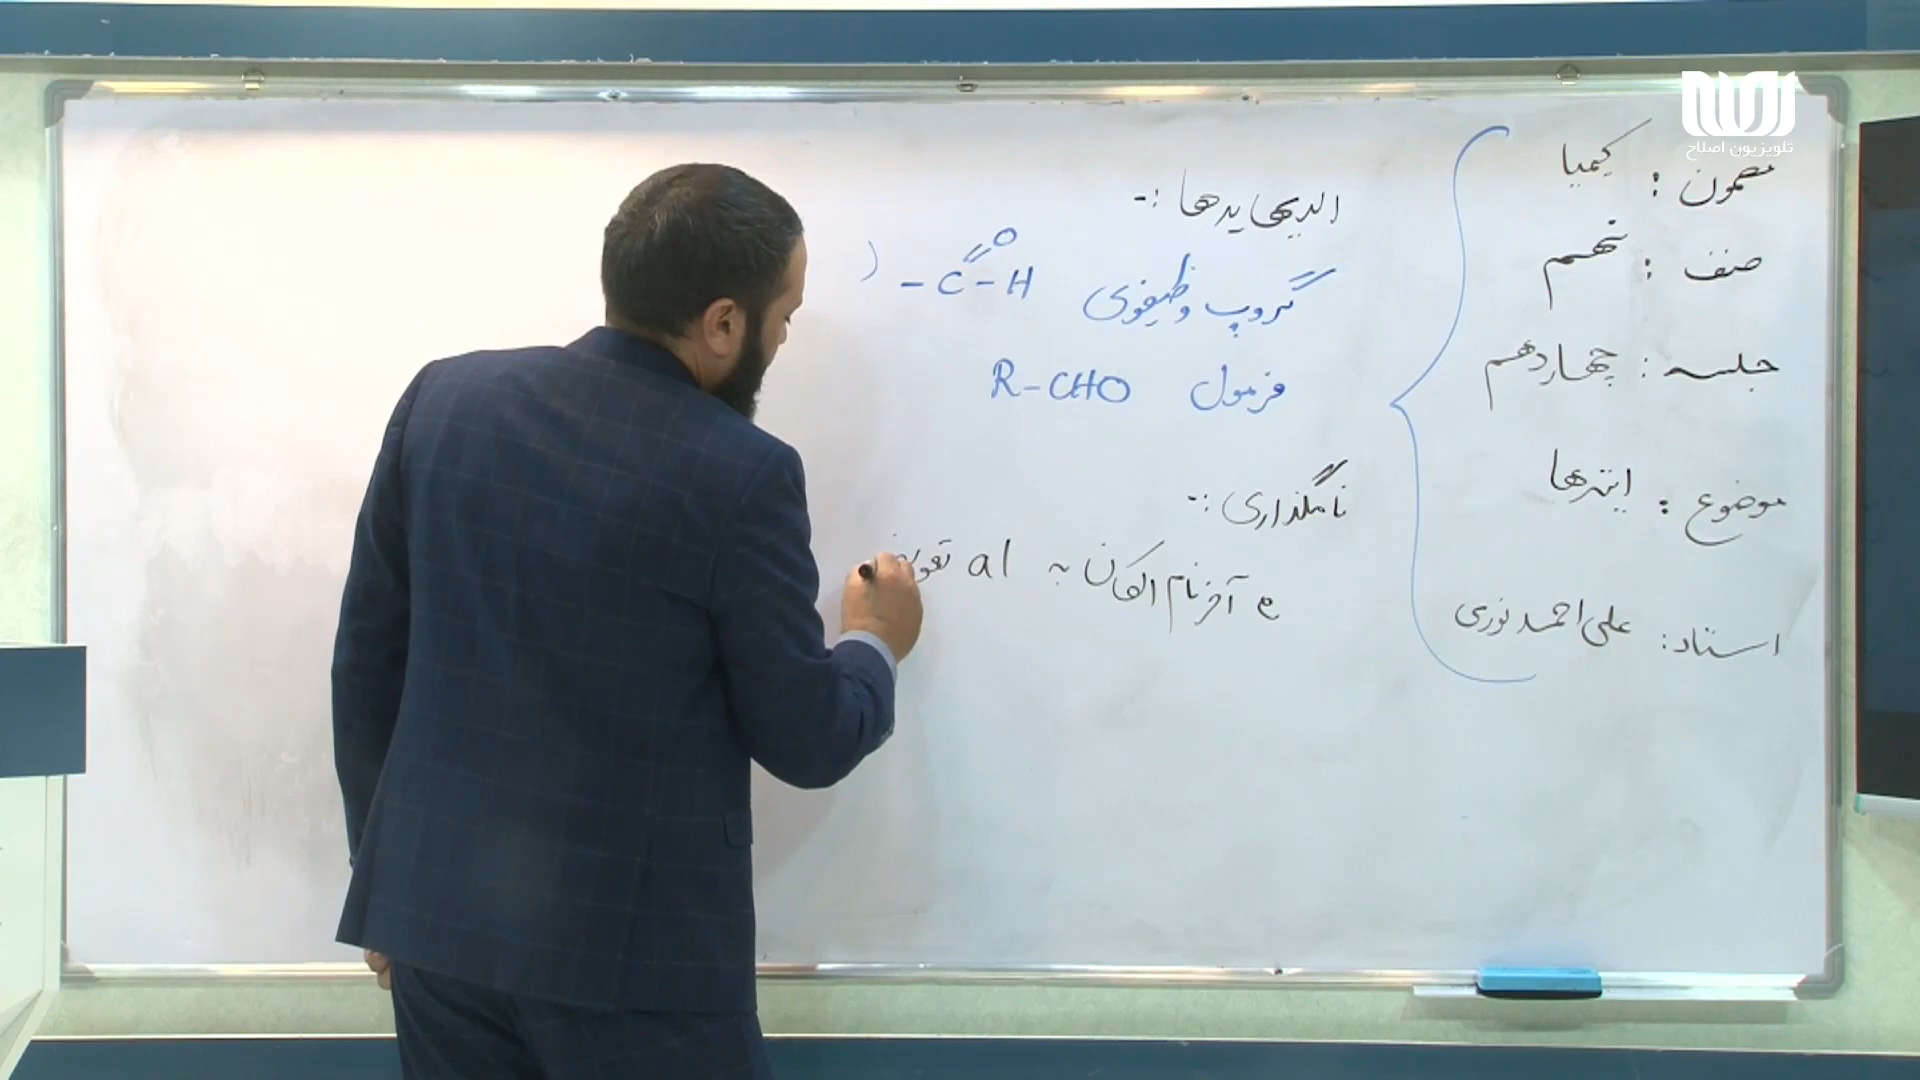 تلویزیون اصلاح
مضمون : کیمیا
صنف : نهم
جلسه : چهاردهم
موضوع : ایترها
استاد : علی احمد نوری
الدیهایدها :-
گروپ وظیفوی
O
- C - H
فرمول R-CHO
نامگذاری :-
e آخر نام الکان به al